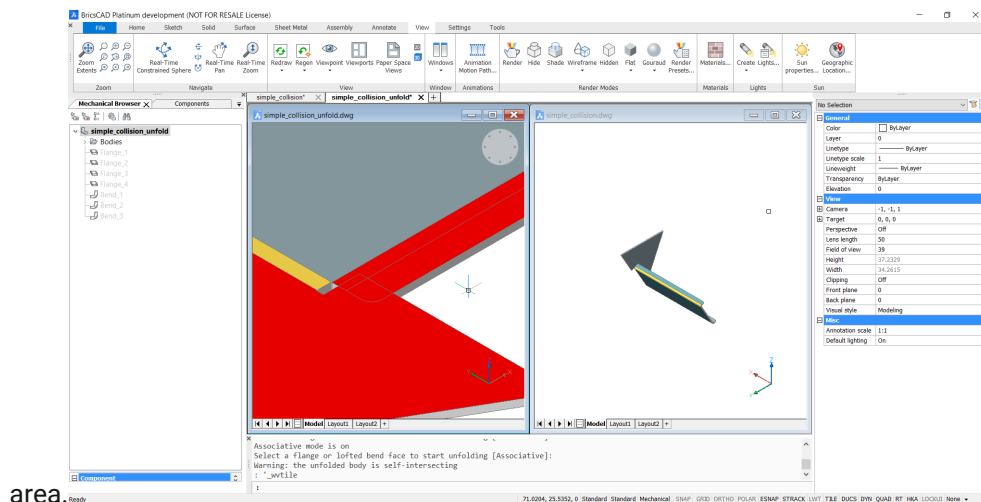 BricsCAD Platinum development (NOT FOR RESALE License)
File Home Sketch Solid Surface Sheet Metal Assembly Annotate View Settings Tools
Zoom Extents
Real-Time Constrained Sphere
Real-Time Pan
Real-Time Zoom
Redraw
Regen
Viewpoint
Viewports
Paper Space Views
Windows
Animation Motion Path...
Render
Hide
Shade
Wireframe
Hidden
Flat
Gouraud
Render Presets...
Materials...
Create Lights...
Sun properties...
Geographic Location...
Zoom Navigate View Window Animations Render Modes Materials Lights Sun
Mechanical Browser X Components
simple_collision* X simple_collision_unfold* X +
No Selection
simple_collision_unfold
Bodies
Flange_1
Flange_2
Flange_3
Flange_4
Bend_1
Bend_2
Bend_3
Component
simple_collision_unfold.dwg
simple_collision.dwg
Model Layout1 Layout2 +
Model Layout1 Layout2 +
General
Color ByLayer
Layer 0
Linetype ByLayer
Linetype scale 1
Lineweight ByLayer
Transparency ByLayer
Elevation 0
View
Camera -1, -1, 1
Target 0, 0, 0
Perspective Off
Lens length 50
Field of view 39
Height 37.2329
Width 34.2615
Clipping Off
Front plane 0
Back plane 0
Visual style Modeling
Misc
Annotation scale 1:1
Default lighting On
Associative mode is on
Select a flange or lofted bend face to start unfolding [Associative]:
Warning: the unfolded body is self-intersecting
: '_wvtile
:
area.
Ready
71.0204, 25.5352, 0 Standard Standard Mechanical SNAP GRID ORTHO POLAR ESNAP STRACK LWT TILE DUCS DYN QUAD RT HKA LOCKUI None